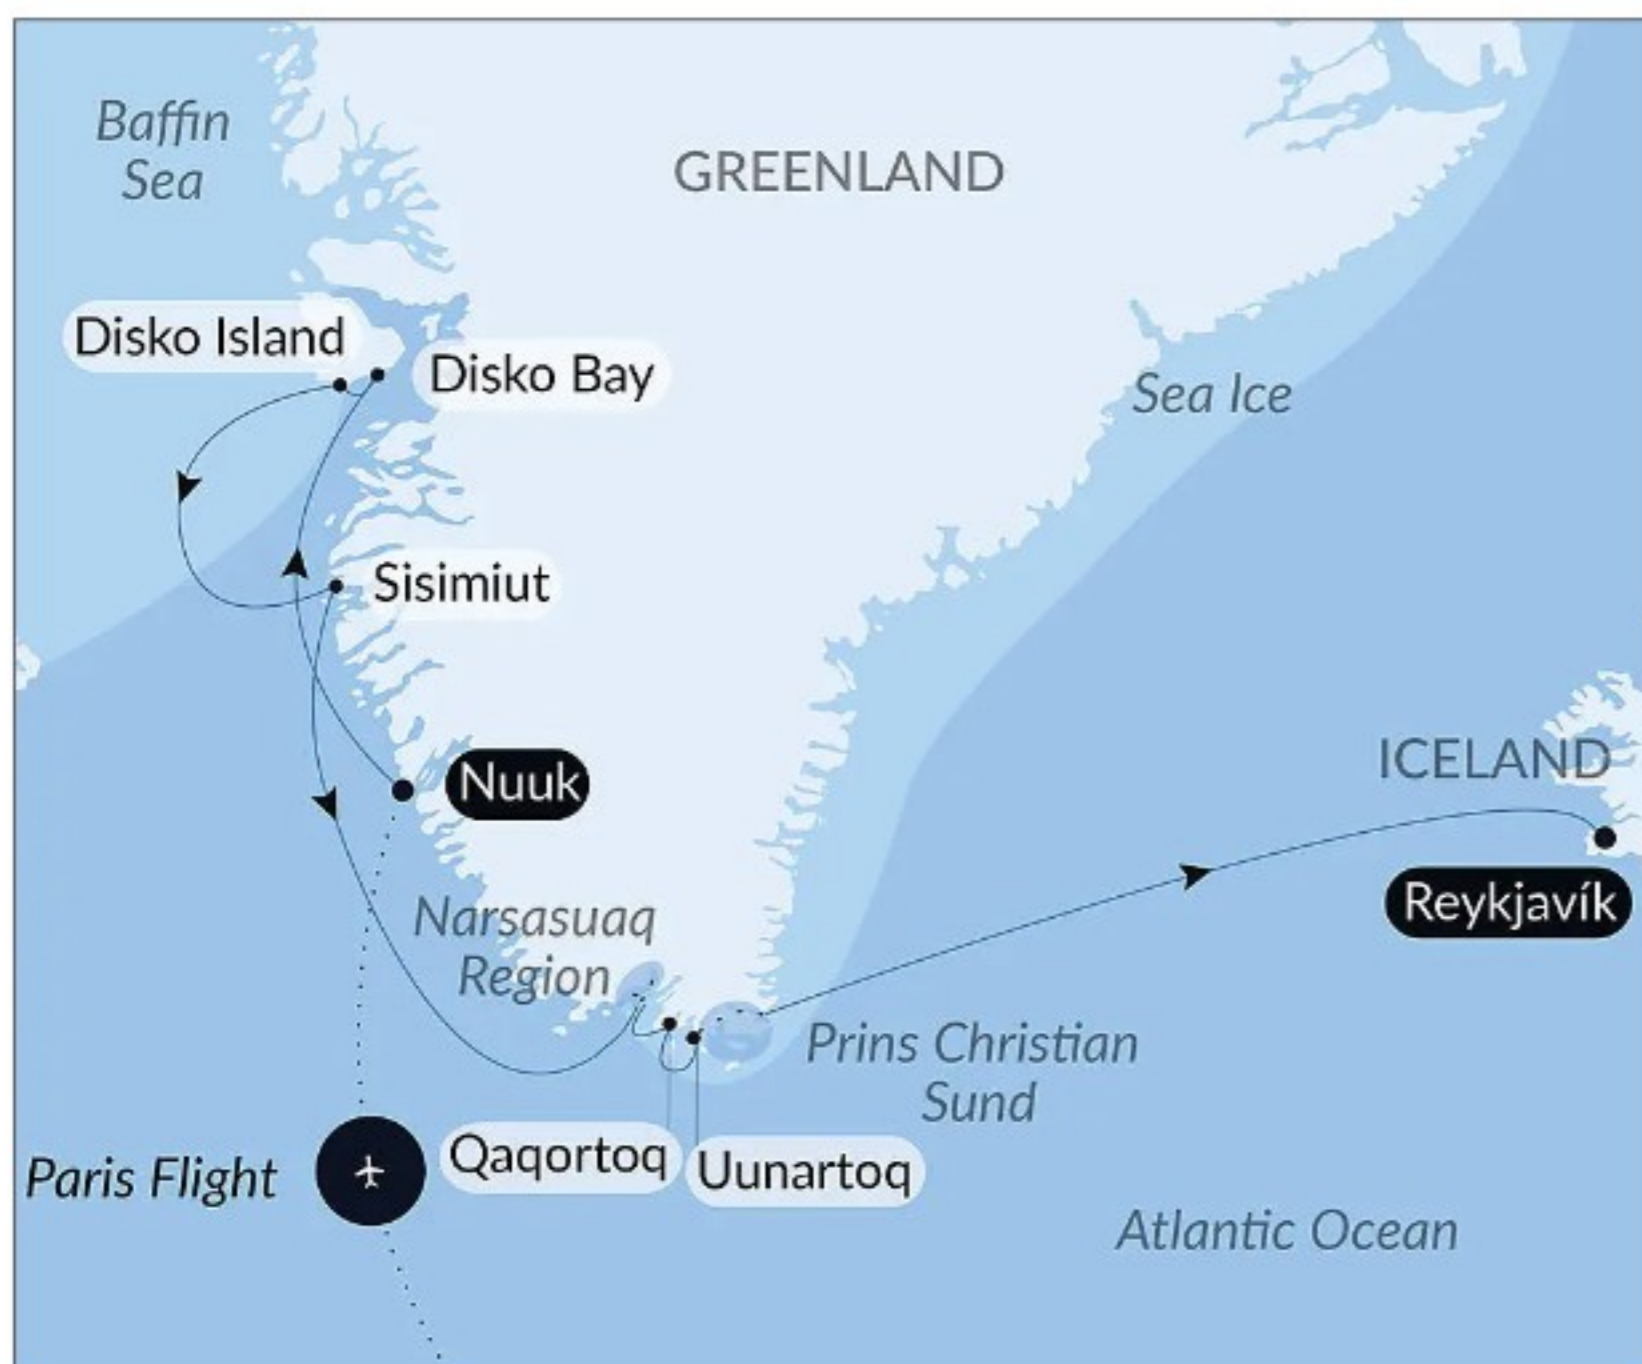 Baffin
Sea
GREENLAND
Disko Island
Disko Bay
Sea Ice
Sisimiut
Nuuk
ICELAND
Reykjavík
Narsasuaq
Region
Prins Christian
Sund
Qaqortoq
Uunartoq
Paris Flight
Atlantic Ocean